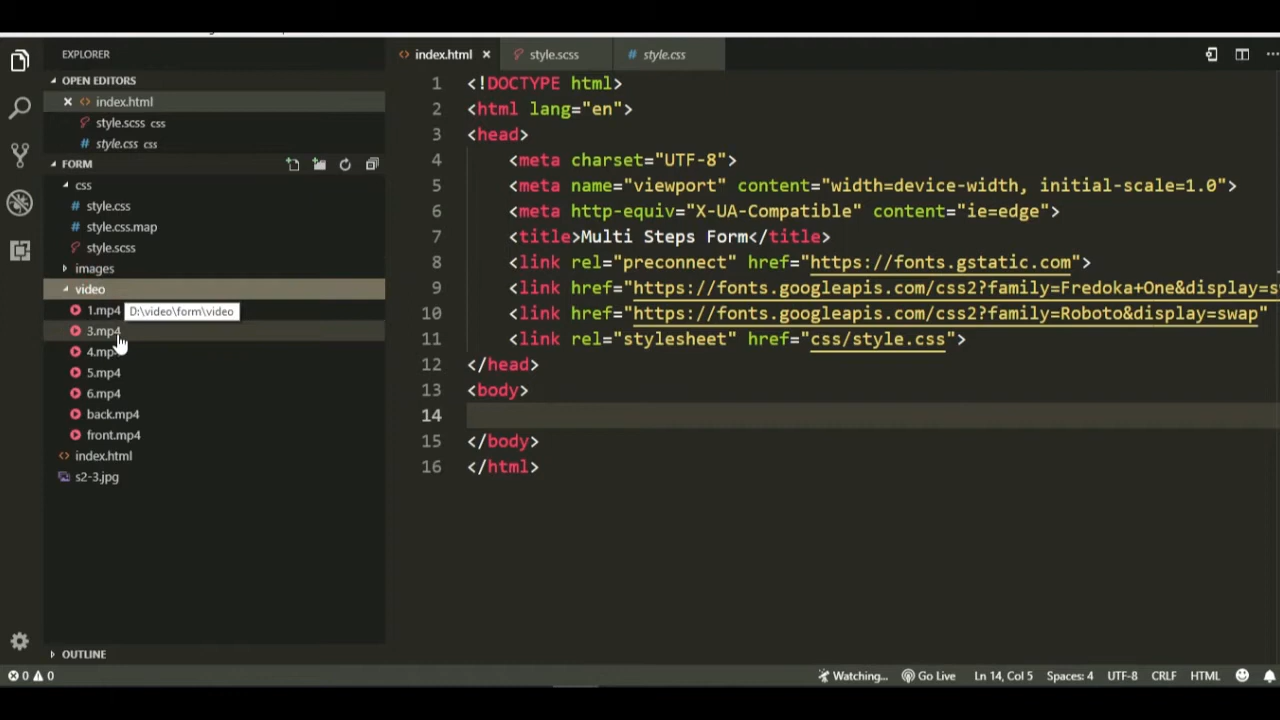 EXPLORER
OPEN EDITORS
index.html
style.scss css
style.css css
FORM
css
style.css
style.css.map
style.scss
images
video
1.mp4
D:\video\form\video
3.mp4
4.mp4
5.mp4
6.mp4
back.mp4
front.mp4
index.html
s2-3.jpg
OUTLINE
index.html style.scss style.css
1 <!DOCTYPE html>
2 <html lang="en">
3 <head>
4 <meta charset="UTF-8">
5 <meta name="viewport" content="width=device-width, initial-scale=1.0">
6 <meta http-equiv="X-UA-Compatible" content="ie=edge">
7 <title>Multi Steps Form</title>
8 <link rel="preconnect" href="https://fonts.gstatic.com">
9 <link href="https://fonts.googleapis.com/css2?family=Fredoka+One&display=s
10 <link href="https://fonts.googleapis.com/css2?family=Roboto&display=swap"
11 <link rel="stylesheet" href="css/style.css">
12 </head>
13 <body>
14
15 </body>
16 </html>
0 0 Watching... Go Live Ln 14, Col 5 Spaces: 4 UTF-8 CRLF HTML